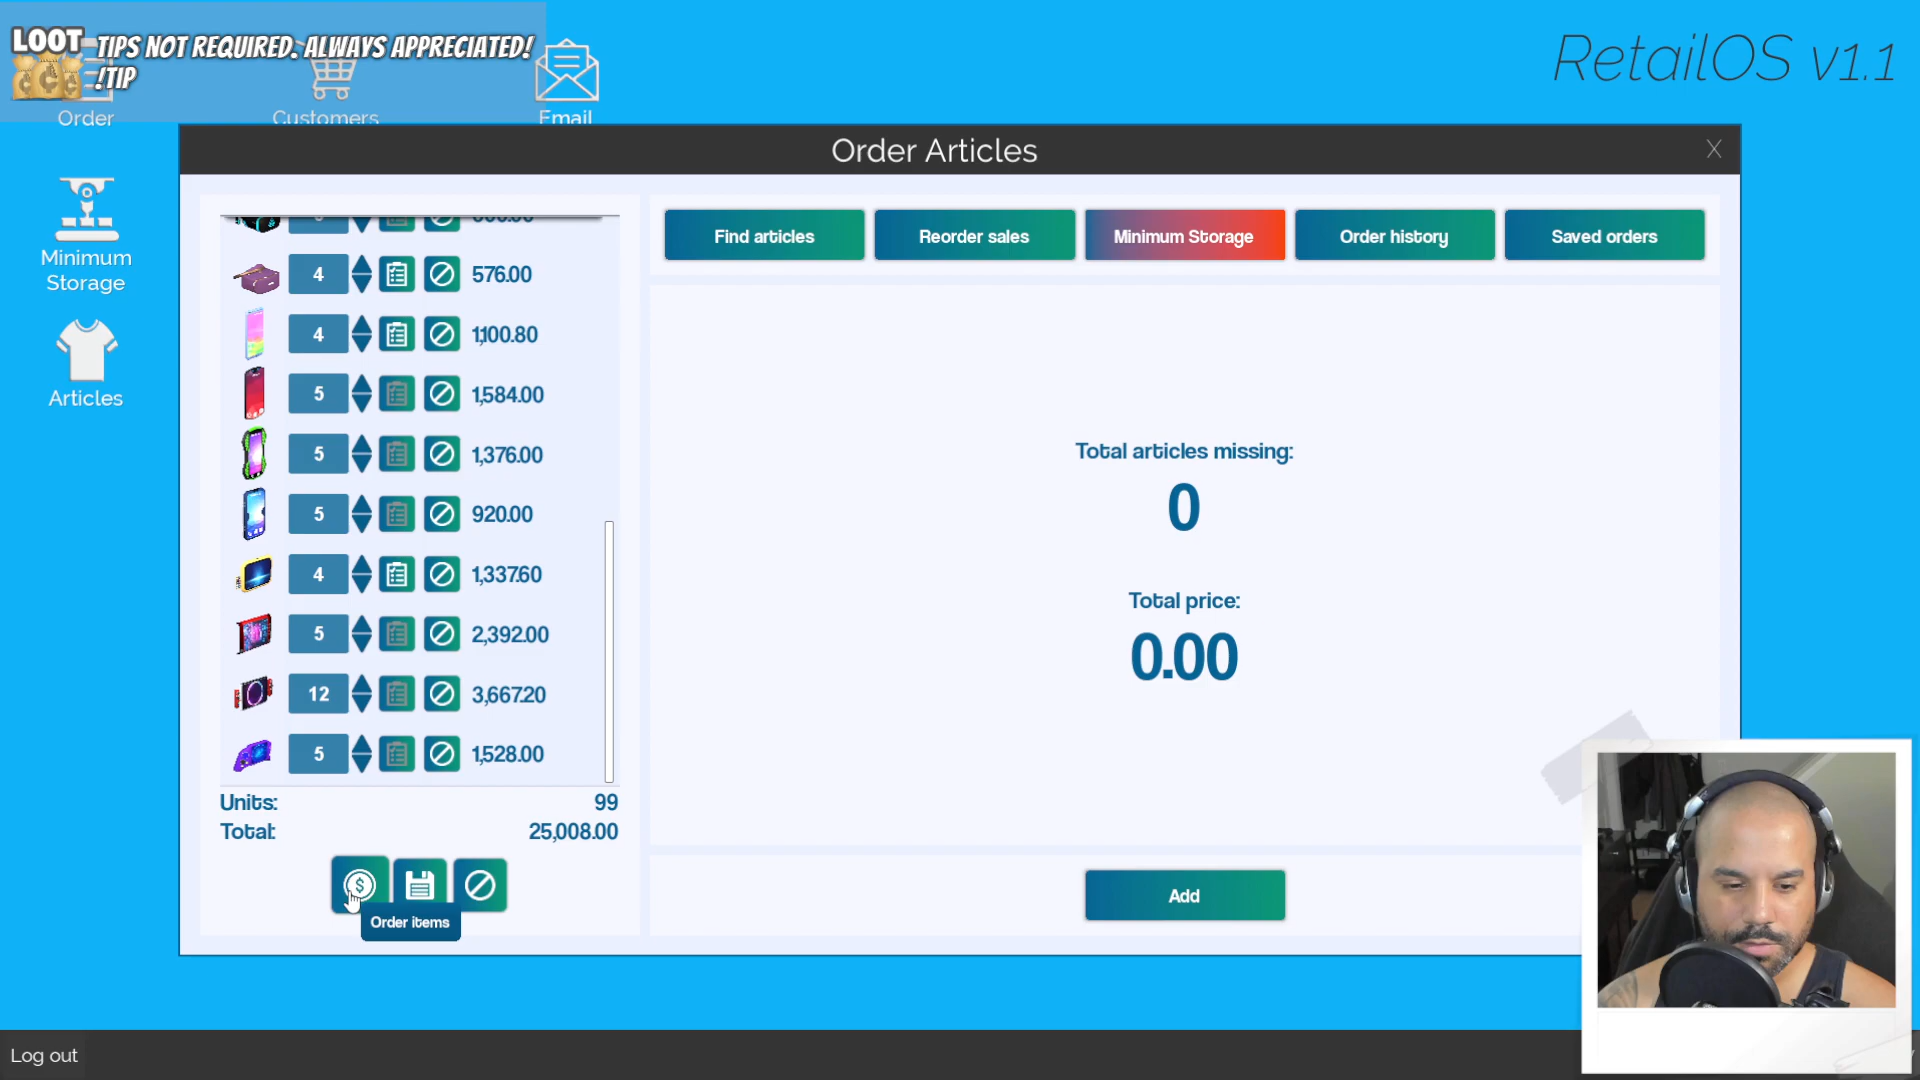 LOOT
TIPS NOT REQUIRED. ALWAYS APPRECIATED!
!TIP
RetailOS v1.1
Order
Customers
Email
Order Articles
X
Minimum
Storage
Articles
Find articles
Reorder sales
Minimum Storage
Order history
Saved orders
4
576.00
4
1,100.80
5
1,584.00
5
1,376.00
5
920.00
4
1,337.60
5
2,392.00
12
3,667.20
5
1,528.00
Units:
99
Total:
25,008.00
Order items
Total articles missing:
0
Total price:
0.00
Add
Log out